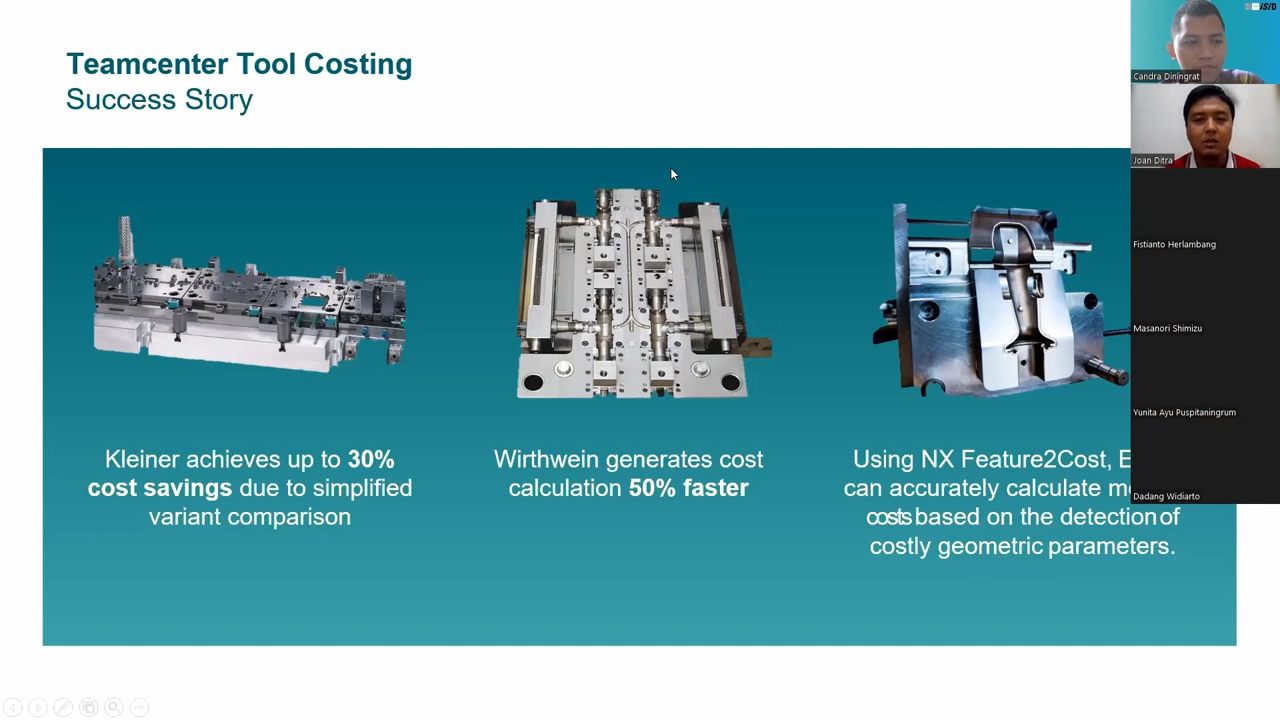 Teamcenter Tool Costing
Success Story
Kleiner achieves up to 30%
cost savings due to simplified
variant comparison
Wirthwein generates cost
calculation 50% faster
Using NX Feature2Cost, E
can accurately calculate m
costs based on the detection of
costly geometric parameters.
iSiD
Candra Diningrat
Joan Ditra
Fistianto Herlambang
Masanori Shimizu
Yunita Ayu Puspitaningrum
Dadang Widiarto